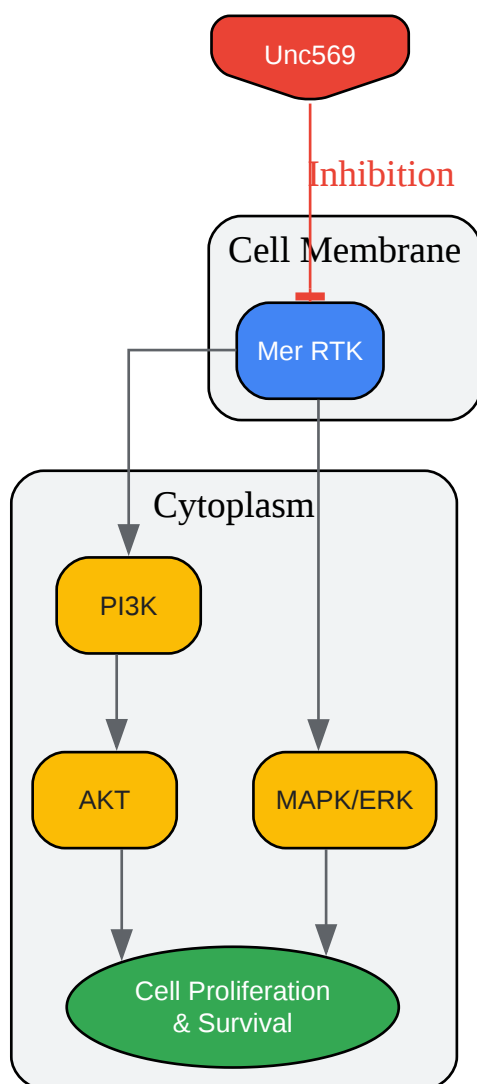 Unc569
Inhibition
Cell Membrane
Mer RTK
Cytoplasm
PI3K
AKT
MAPK/ERK
Cell Proliferation
& Survival